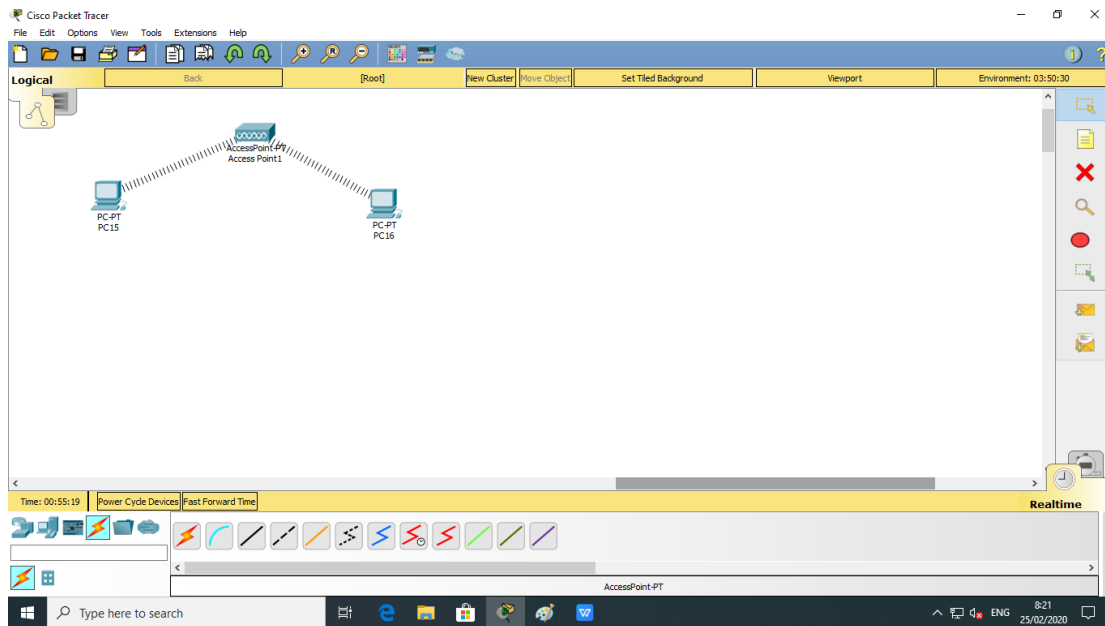 Cisco Packet Tracer
File Edit Options View Tools Extensions Help
Logical Back [Root] New Cluster Move Object Set Tiled Background Viewport Environment: 03:50:30
AccessPoint-PT
Access Point1
PC-PT
PC15
PC-PT
PC16
Time: 00:55:19 Power Cycle Devices Fast Forward Time Realtime
AccessPoint-PT
Type here to search ENG 8:21
25/02/2020